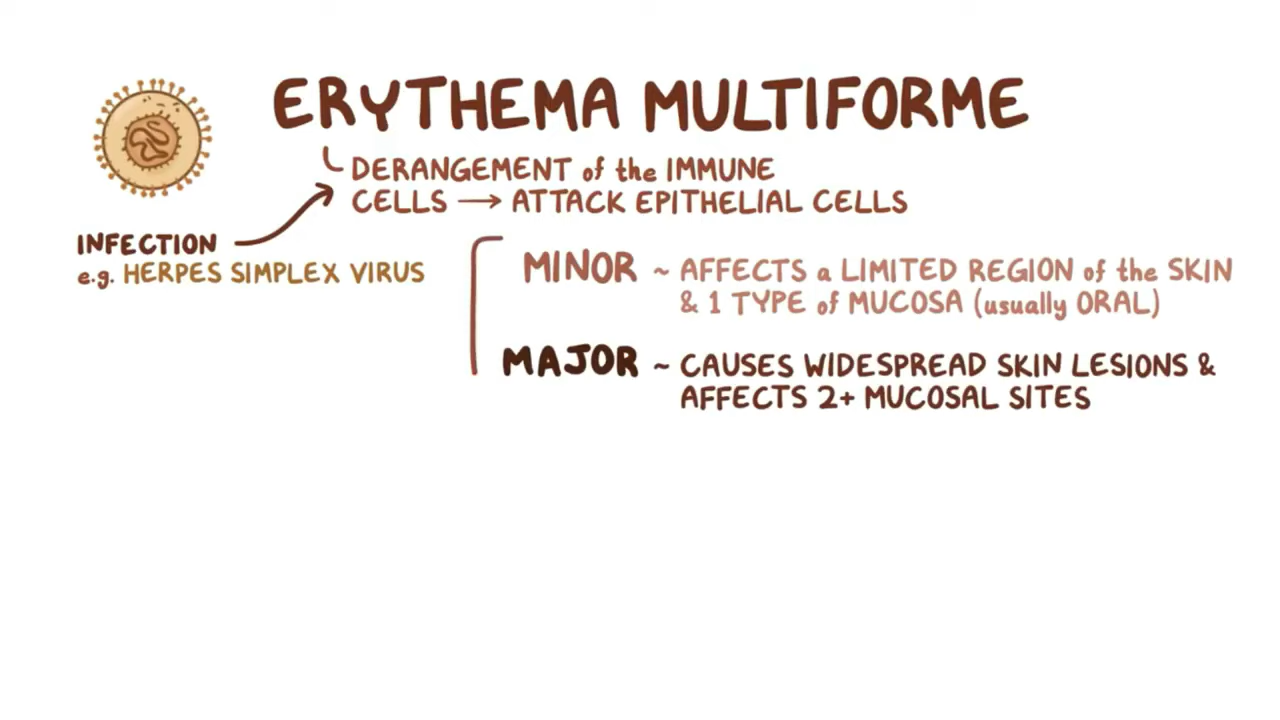 ERYTHEMA MULTIFORME
DERANGEMENT of the IMMUNE
CELLS → ATTACK EPITHELIAL CELLS
INFECTION
e.g. HERPES SIMPLEX VIRUS
MINOR ~ AFFECTS a LIMITED REGION of the SKIN
& 1 TYPE of MUCOSA (usually ORAL)
MAJOR ~ CAUSES WIDESPREAD SKIN LESIONS &
AFFECTS 2+ MUCOSAL SITES